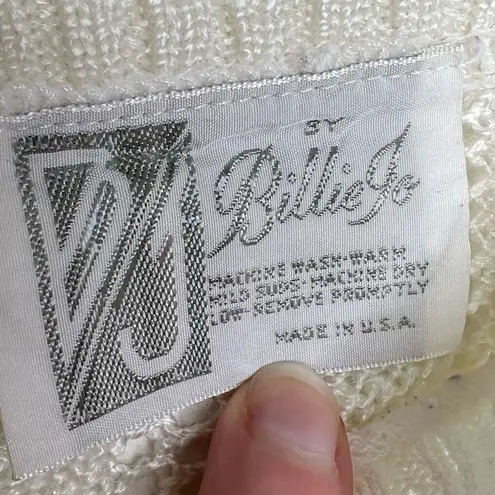 BJ
BY
Billie Jo
MACHINE WASH-WARM
MILD SUDS-MACHINE DRY
LOW-REMOVE PROMPTLY
MADE IN U.S.A.